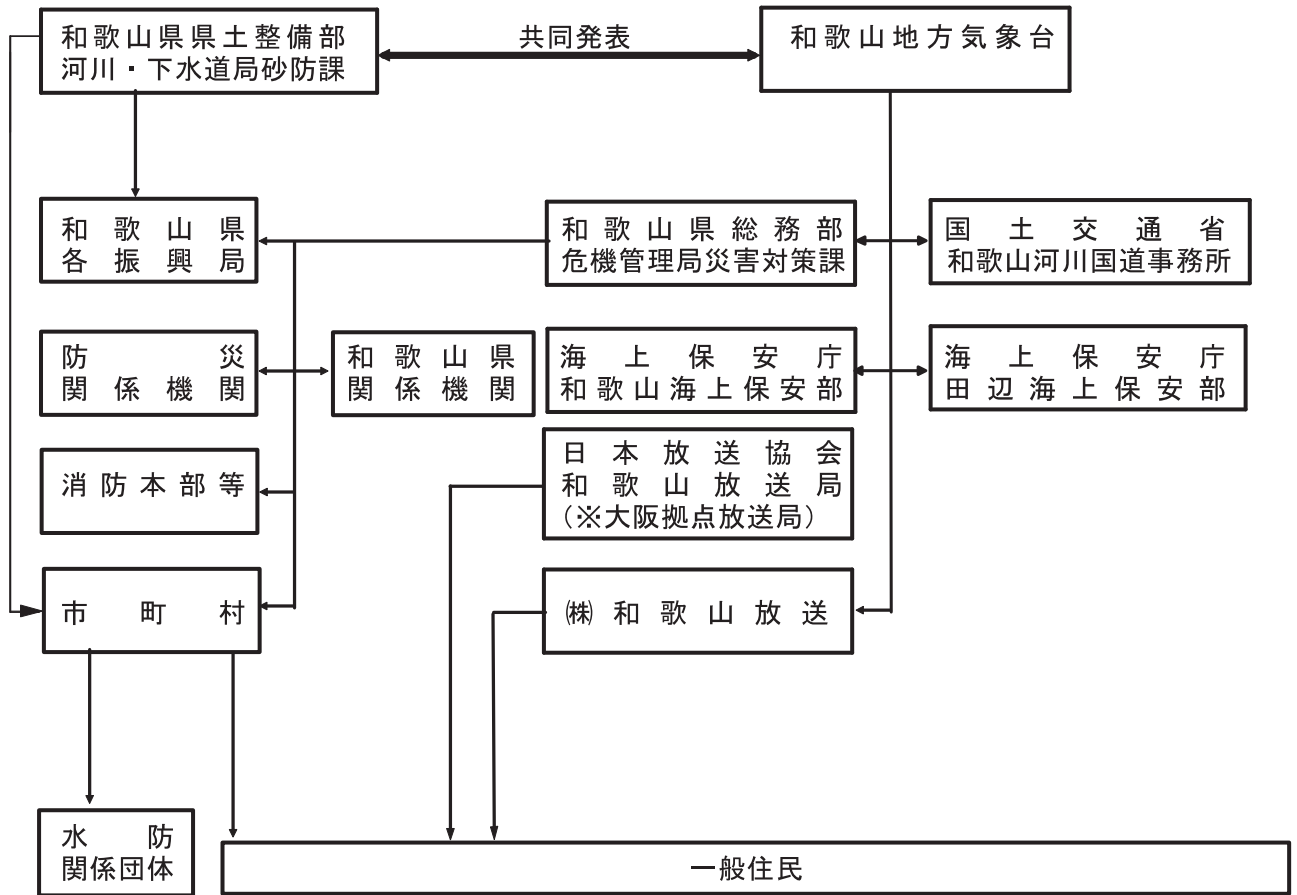 和歌山県県土整備部
河川・下水道局砂防課
共同発表
和歌山地方気象台
和歌山県
各振興局
和歌山県総務部
危機管理局災害対策課
国土交通省
和歌山河川国道事務所
防災
関係機関
和歌山県
関係機関
海上保安庁
和歌山海上保安部
海上保安庁
田辺海上保安部
消防本部等
日本放送協会
和歌山放送局
（※大阪拠点放送局）
市町村
㈱和歌山放送
水防
関係団体
一般住民